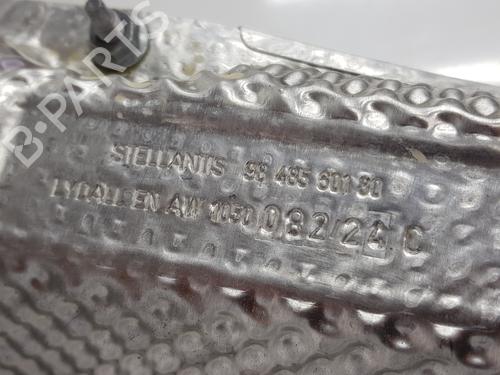 B-PARTS
STELLANTIS 98 485 601 80
LYDALL EN AW 1050 082/24 C